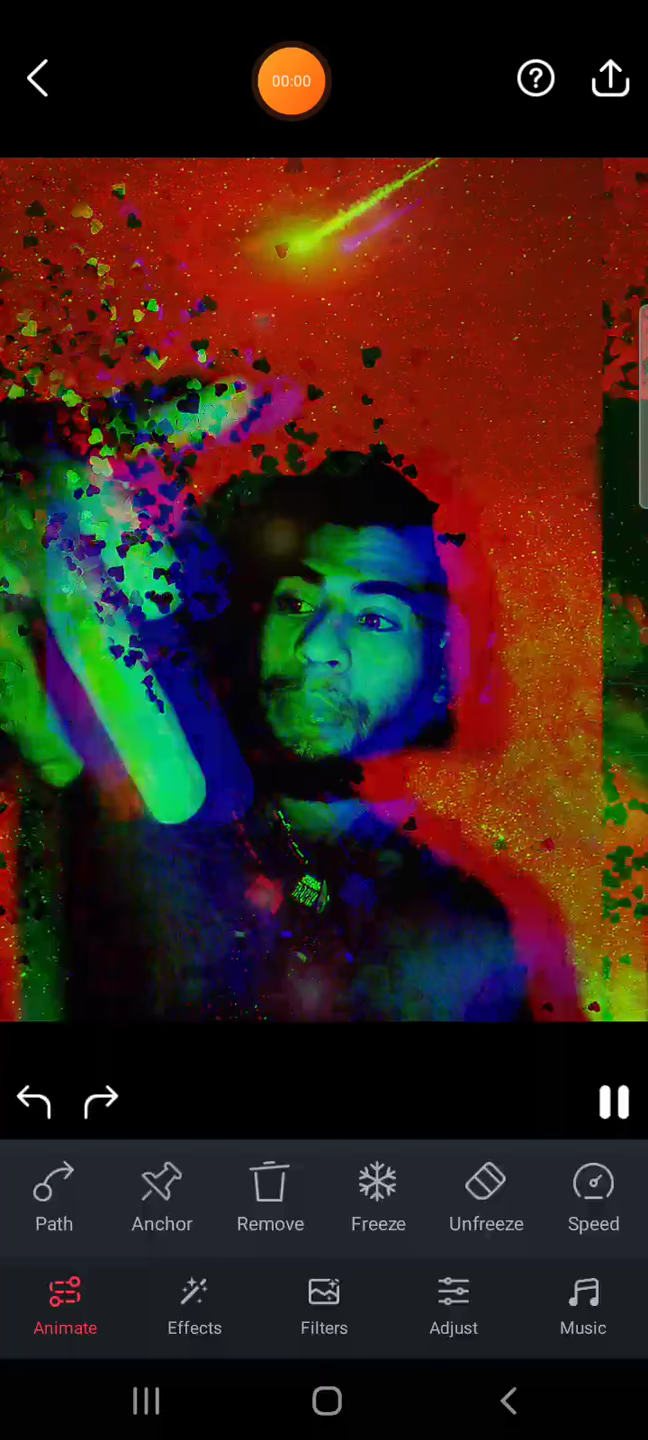 00:00
Path
Anchor
Remove
Freeze
Unfreeze
Speed
Animate
Effects
Filters
Adjust
Music